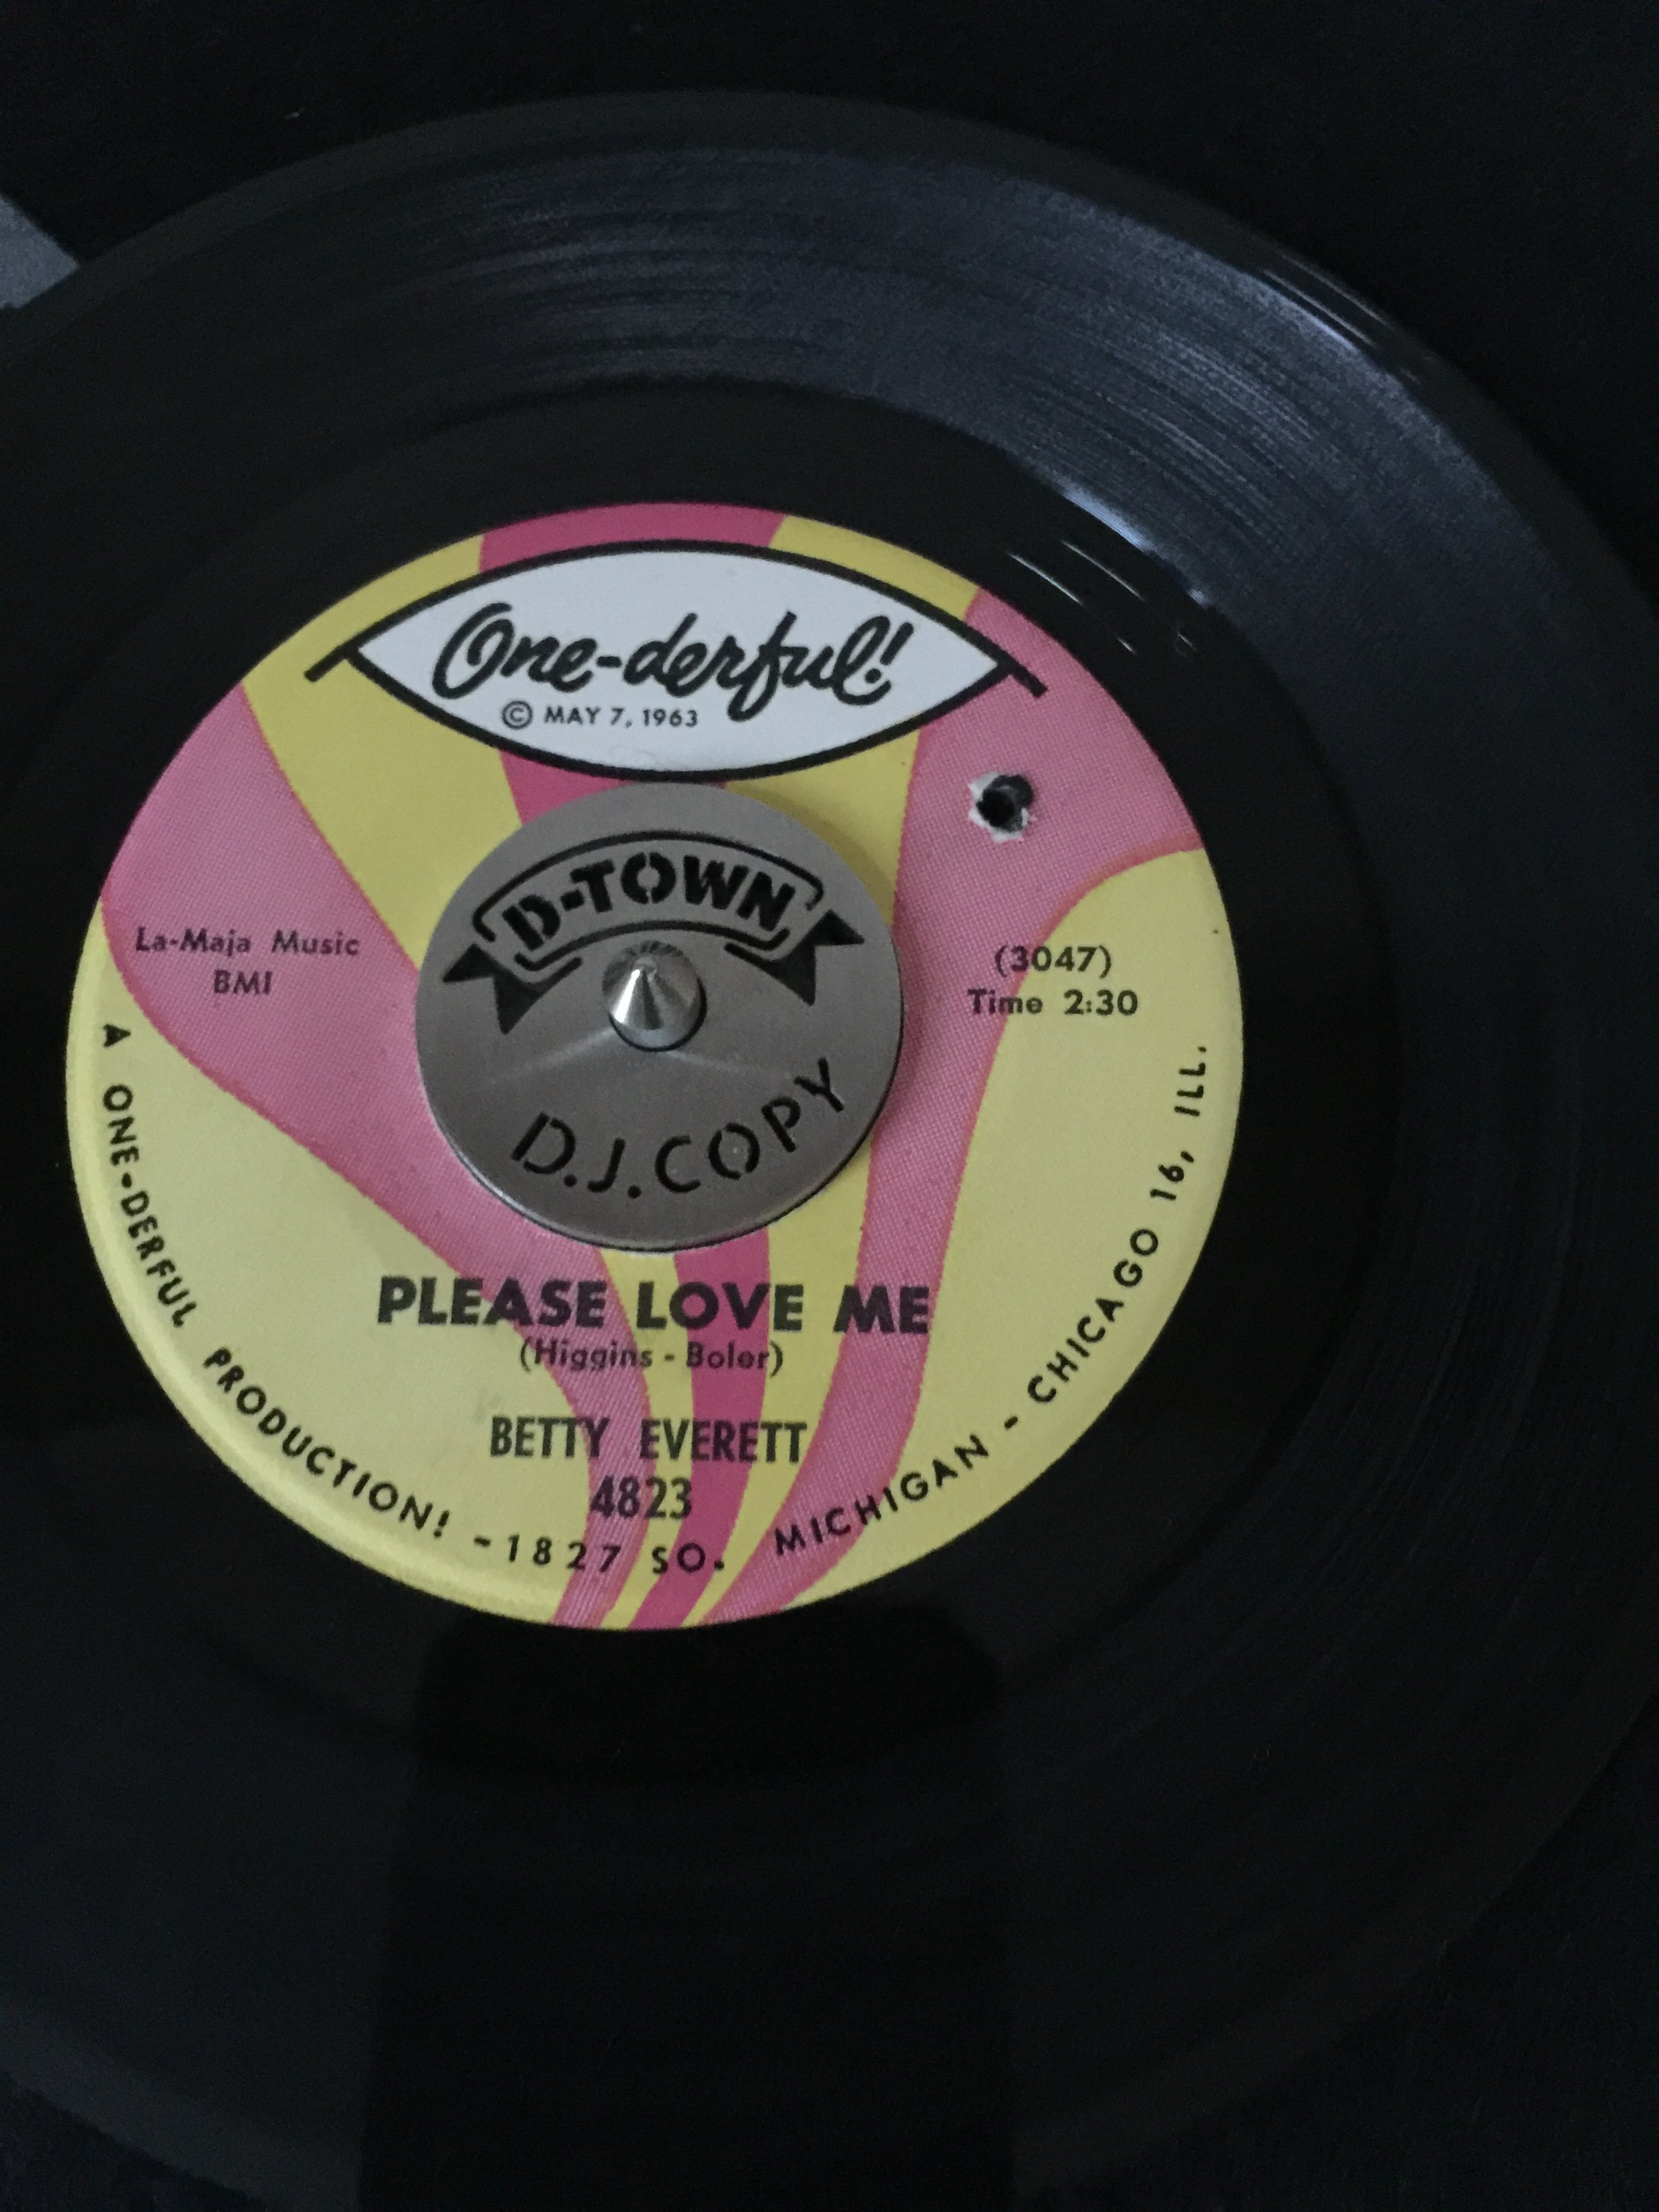 One-derful!
© MAY 7, 1963
D-TOWN
D.J. COPY
La-Maja Music
BMI
(3047)
Time 2:30
PLEASE LOVE ME
(Higgins - Boler)
BETTY EVERETT
4823
A ONE-DERFUL PRODUCTION! - 1827 SO. MICHIGAN - CHICAGO 16, ILL.